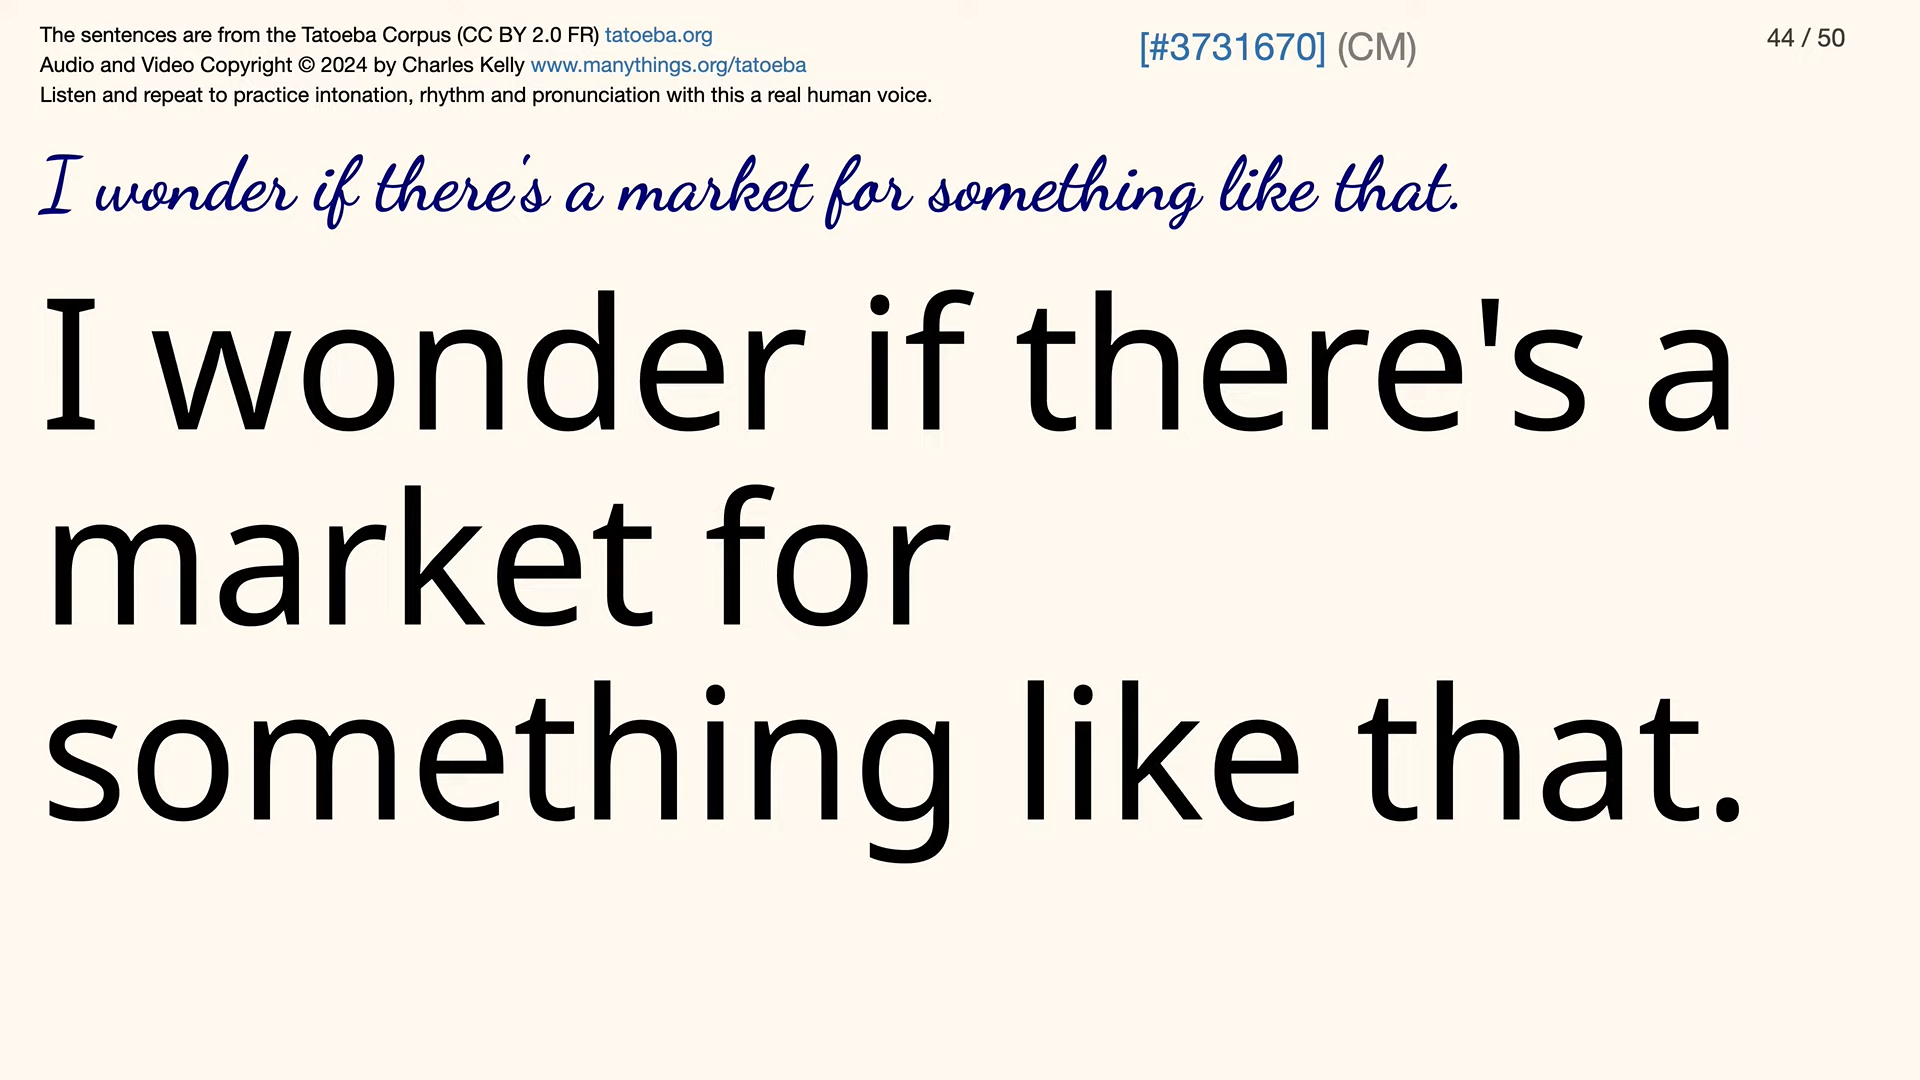 The sentences are from the Tatoeba Corpus (CC BY 2.0 FR) tatoeba.org
Audio and Video Copyright © 2024 by Charles Kelly www.manythings.org/tatoeba
Listen and repeat to practice intonation, rhythm and pronunciation with this a real human voice.
[#3731670] (CM)
44 / 50
I wonder if there's a market for something like that.
I wonder if there's a
market for
something like that.